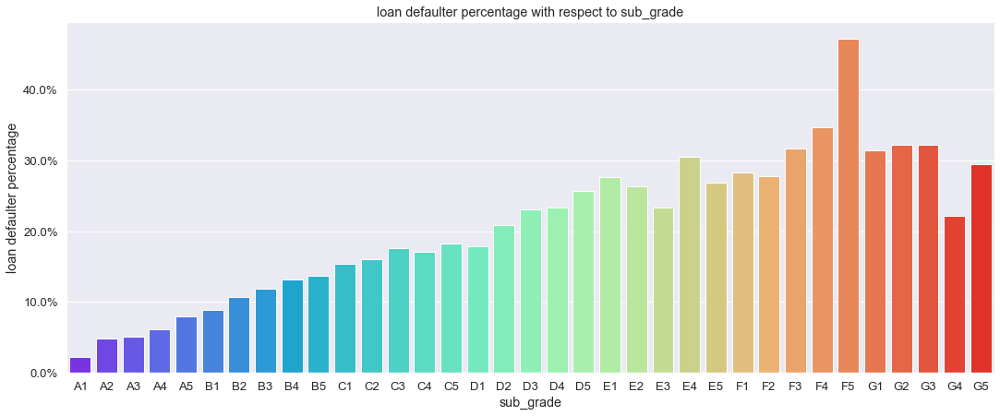 loan defaulter percentage with respect to sub_grade
loan defaulter percentage
40.0%
30.0%
20.0%
10.0%
0.0%
A1 A2 A3 A4 A5 B1 B2 B3 B4 B5 C1 C2 C3 C4 C5 D1 D2 D3 D4 D5 E1 E2 E3 E4 E5 F1 F2 F3 F4 F5 G1 G2 G3 G4 G5
sub_grade